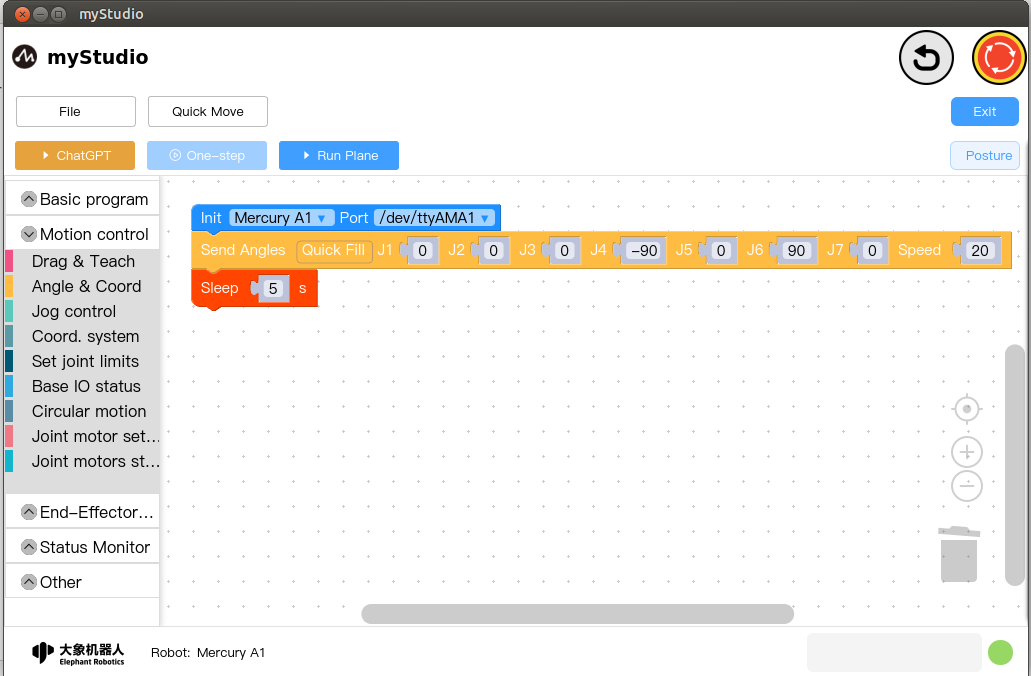 myStudio
myStudio
File Quick Move Exit
ChatGPT One-step Run Plane Posture
Basic program
Motion control
Drag & Teach
Angle & Coord
Jog control
Coord. system
Set joint limits
Base IO status
Circular motion
Joint motor set...
Joint motors st...
End-Effector...
Status Monitor
Other
Init Mercury A1 Port /dev/ttyAMA1
Send Angles Quick Fill J1 0 J2 0 J3 0 J4 -90 J5 0 J6 90 J7 0 Speed 20
Sleep 5 s
大象机器人
Elephant Robotics
Robot: Mercury A1